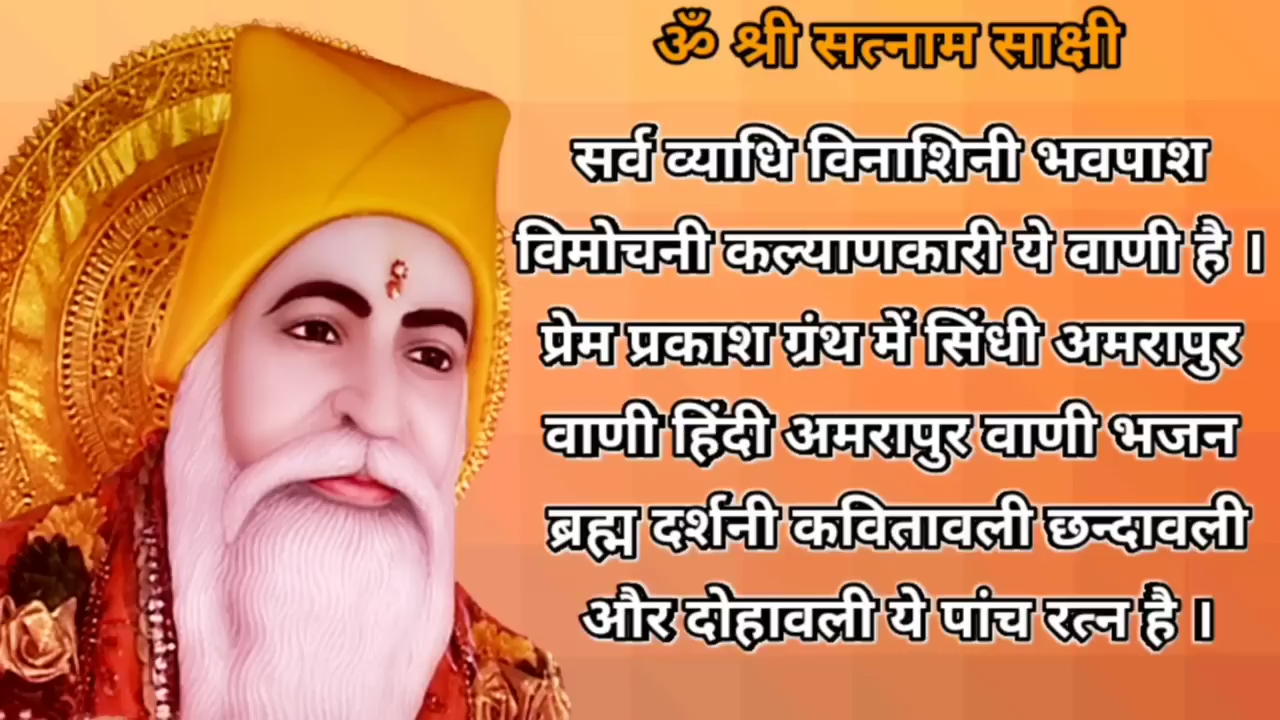 ॐ श्री सत्नाम साक्षी
सर्व व्याधि विनाशिनी भवपाश
विमोचनी कल्याणकारी ये वाणी है ।
प्रेम प्रकाश ग्रंथ में सिंधी अमरापुर
वाणी हिंदी अमरापुर वाणी भजन
ब्रह्म दर्शनी कवितावली छन्दावली
और दोहावली ये पांच रत्न है ।